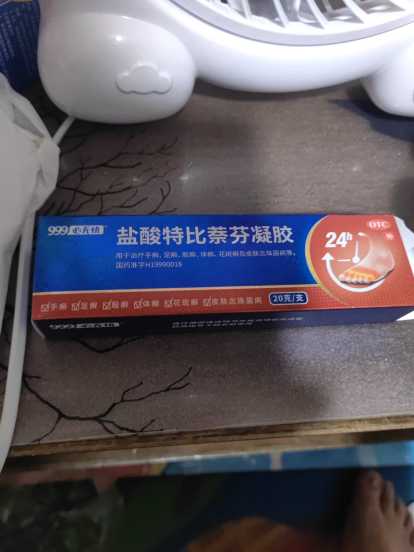 999 必无忧
盐酸特比萘芬凝胶
用于治疗手癣、足癣、股癣、体癣、花斑癣及皮肤念珠菌病等。
国药准字H19990016
24h
OTC
手癣 足癣 股癣 体癣 花斑癣 皮肤念珠菌病
20克/支